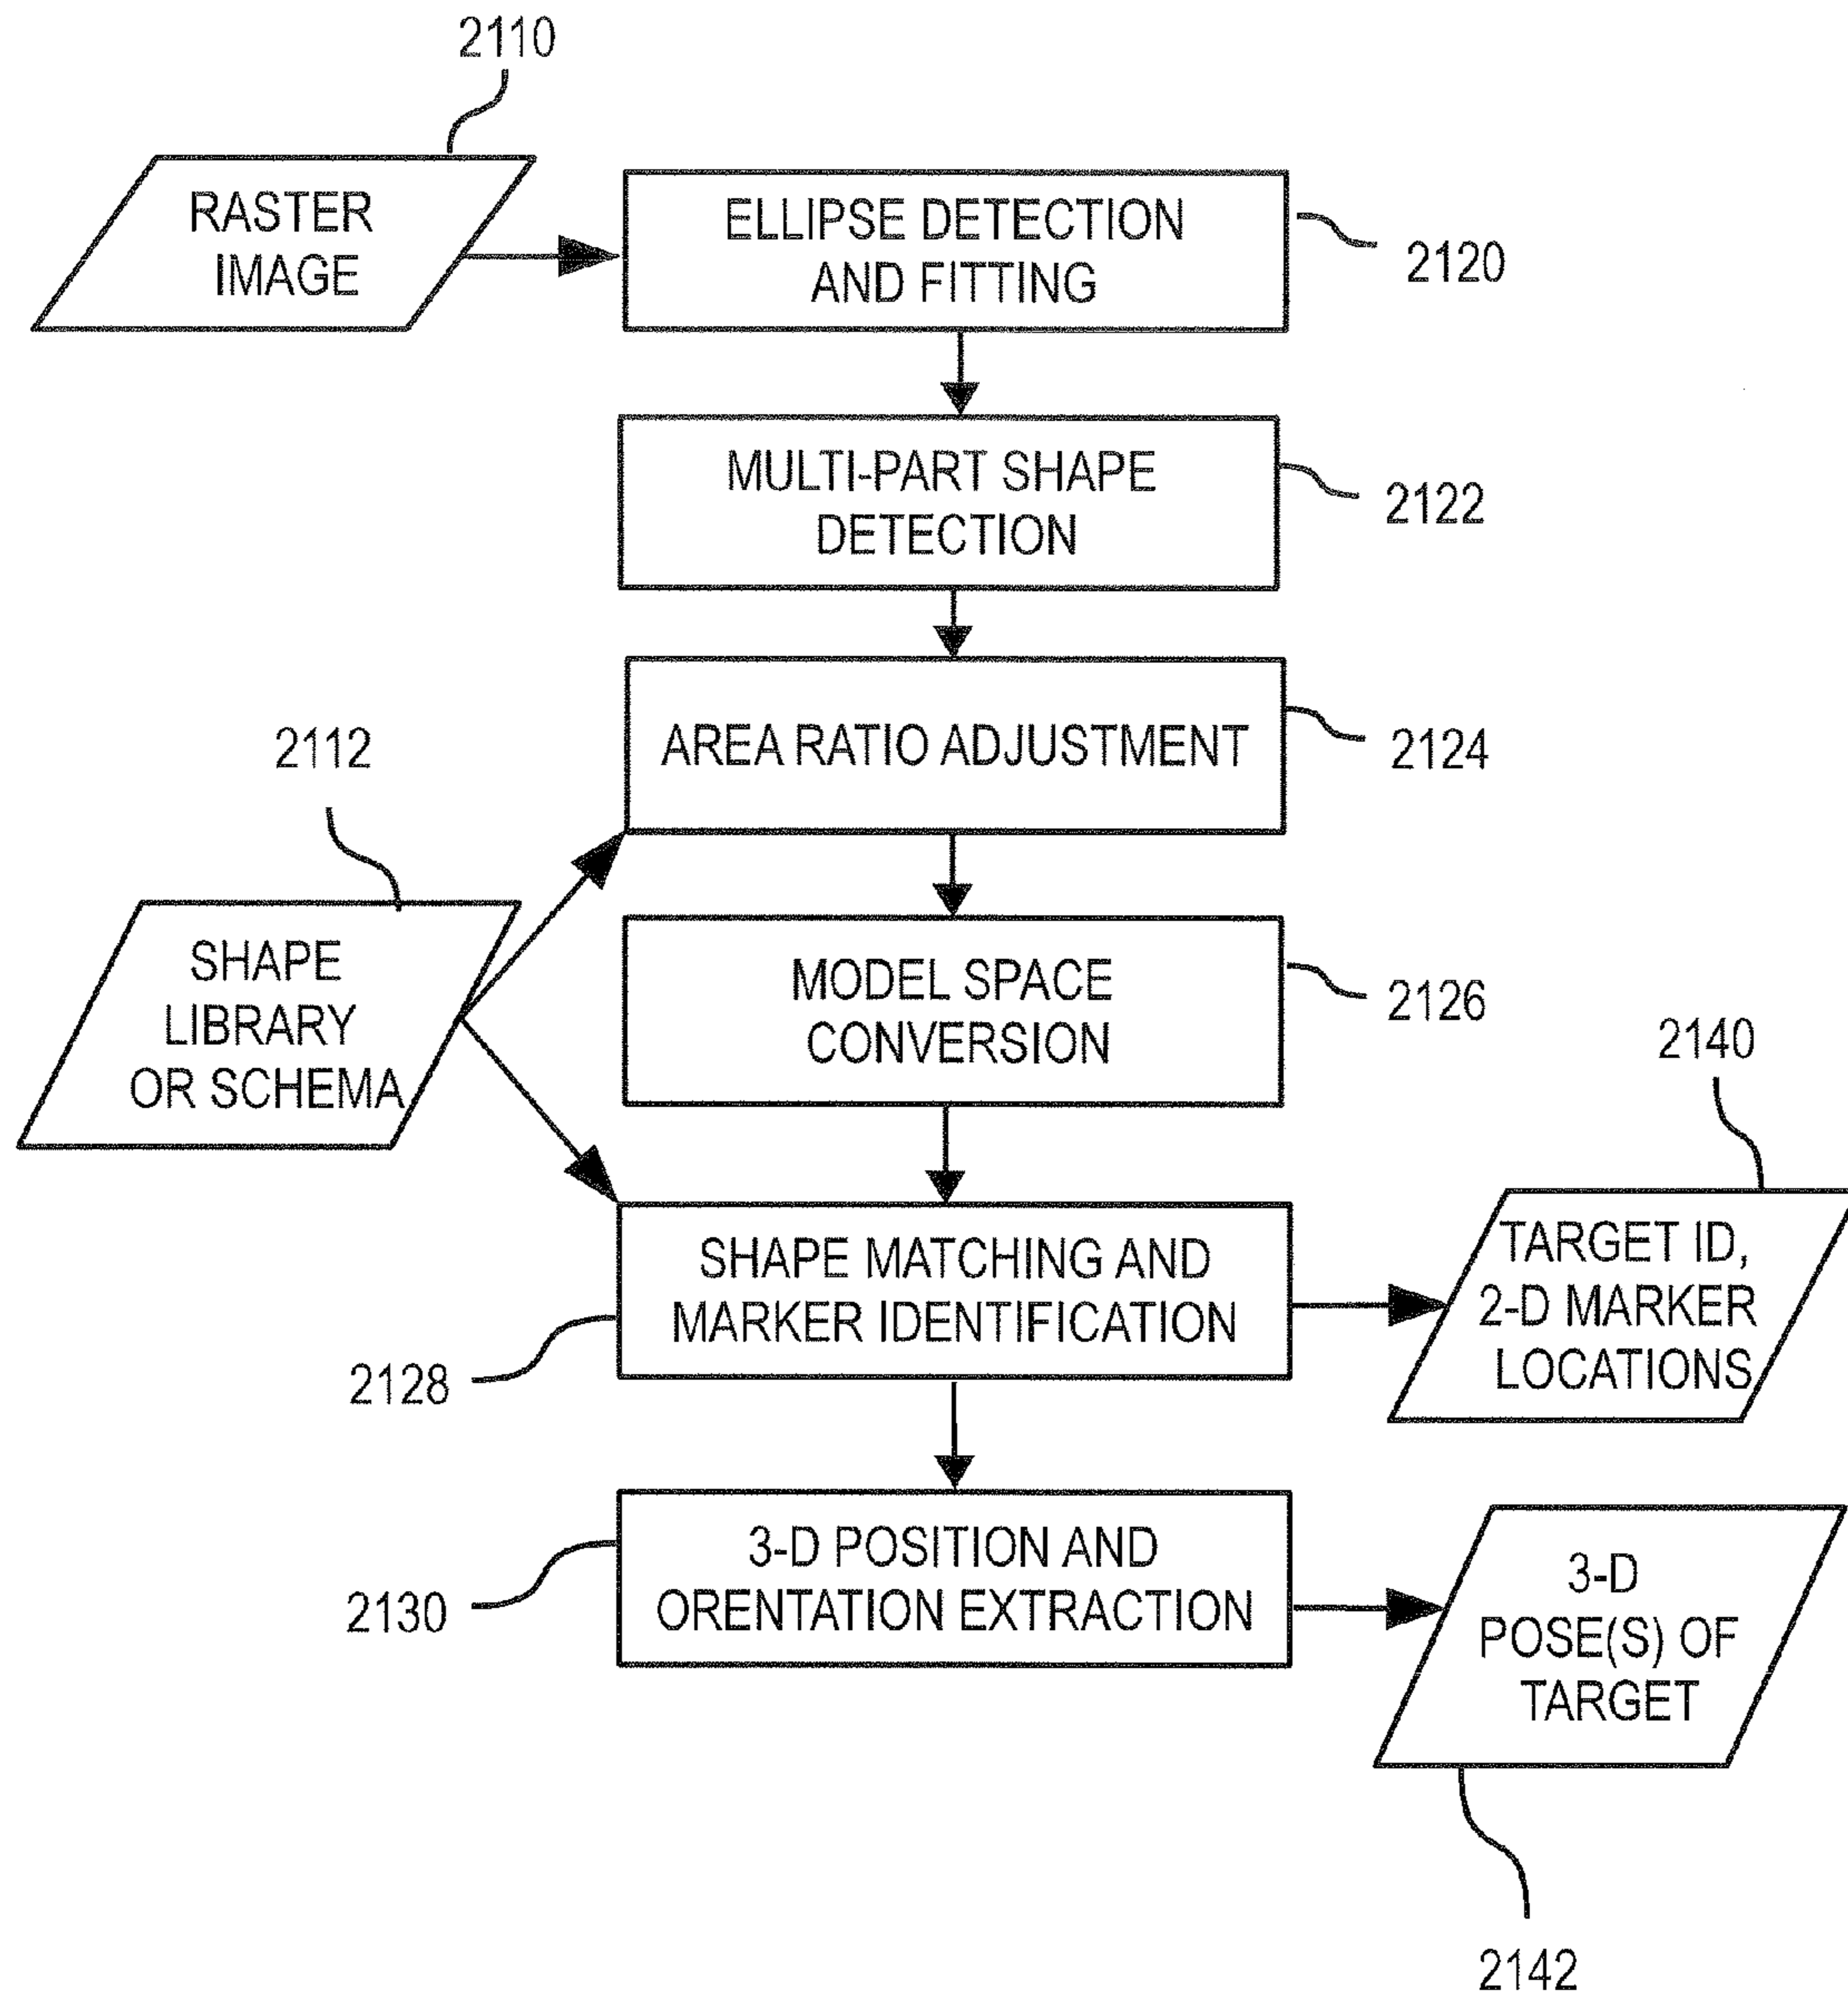 2110
RASTER
IMAGE
ELLIPSE DETECTION
AND FITTING
2120
MULTI-PART SHAPE
DETECTION
2122
AREA RATIO ADJUSTMENT
2124
2112
SHAPE
LIBRARY
OR SCHEMA
MODEL SPACE
CONVERSION
2126
2140
SHAPE MATCHING AND
MARKER IDENTIFICATION
2128
TARGET ID,
2-D MARKER
LOCATIONS
3-D POSITION AND
ORENTATION EXTRACTION
2130
3-D
POSE(S) OF
TARGET
2142